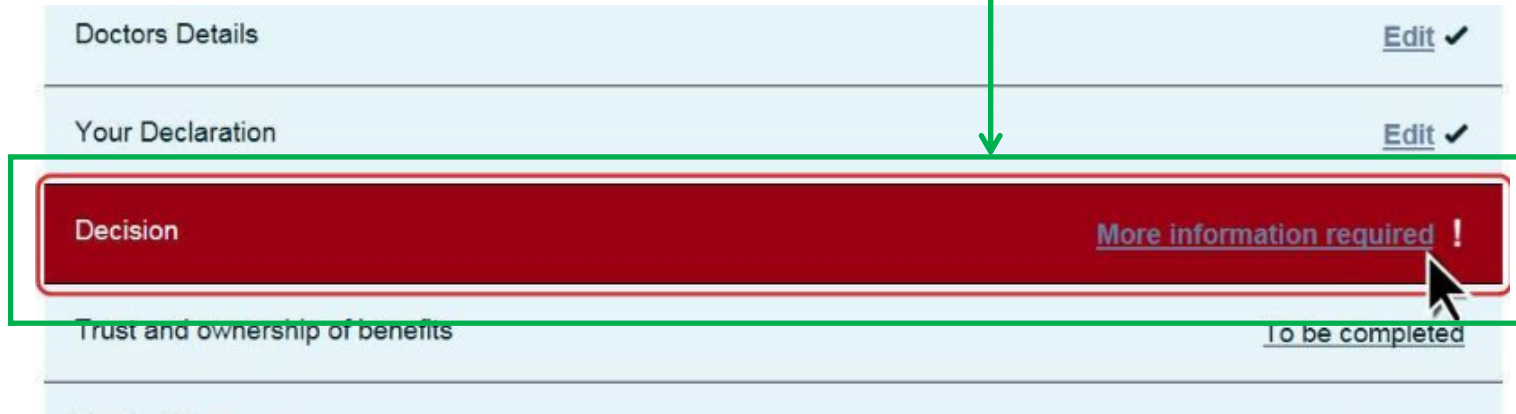 Doctors Details Edit ✔
Your Declaration Edit ✔
Decision More information required !
Trust and ownership of benefits To be completed